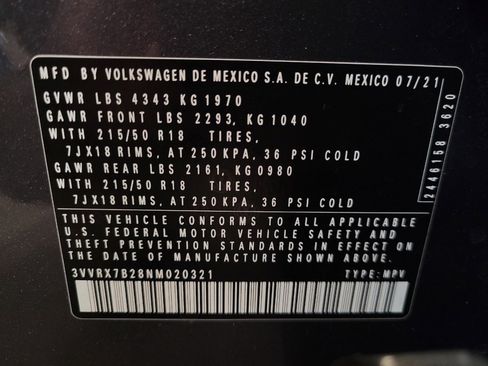 MFD BY VOLKSWAGEN DE MEXICO S.A. DE C.V. MEXICO 07/21
GVWR LBS 4343 KG 1970
GAWR FRONT LBS 2293, KG 1040
WITH 215/50 R18 TIRES,
7JX18 RIMS, AT 250 KPA, 36 PSI COLD
GAWR REAR LBS 2161, KG 0980
WITH 215/50 R18 TIRES,
7JX18 RIMS, AT 250 KPA, 36 PSI COLD
THIS VEHICLE CONFORMS TO ALL APPLICABLE
U.S. FEDERAL MOTOR VEHICLE SAFETY AND
THEFT PREVENTION STANDARDS IN EFFECT ON
THE DATE OF MANUFACTURE SHOWN ABOVE.
3VVRX7B28NM020321 TYPE: MPV
2446158 3620